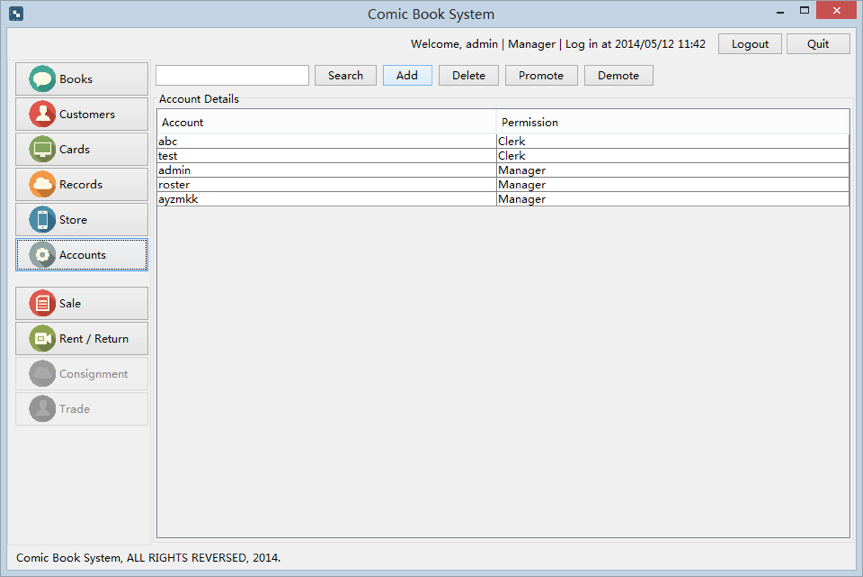 Comic Book System
Welcome, admin | Manager | Log in at 2014/05/12 11:42
Logout
Quit
Books
Customers
Cards
Records
Store
Accounts
Sale
Rent / Return
Consignment
Trade
Search
Add
Delete
Promote
Demote
Account Details
Account Permission
abc Clerk
test Clerk
admin Manager
roster Manager
ayzmkk Manager
Comic Book System, ALL RIGHTS REVERSED, 2014.